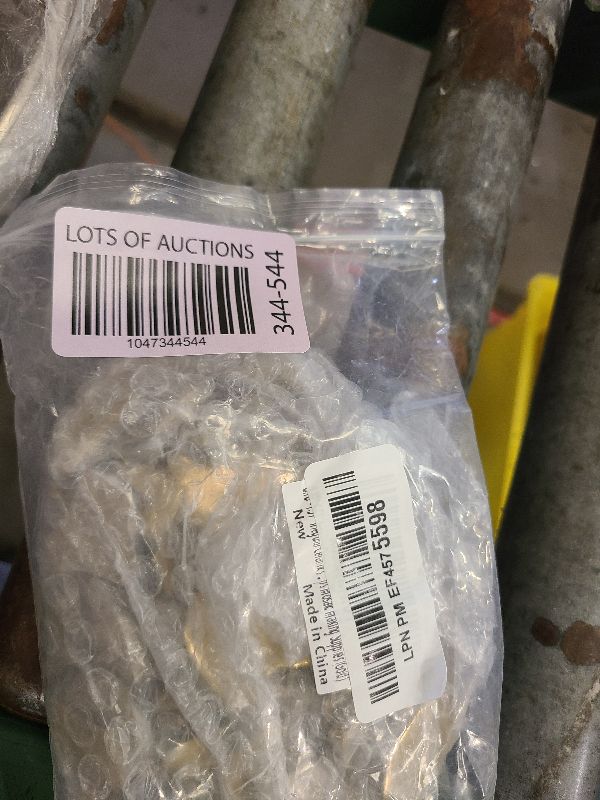 LOTS OF AUCTIONS
1047344544
344-544
New
Made in China
LPN PM EF4575598